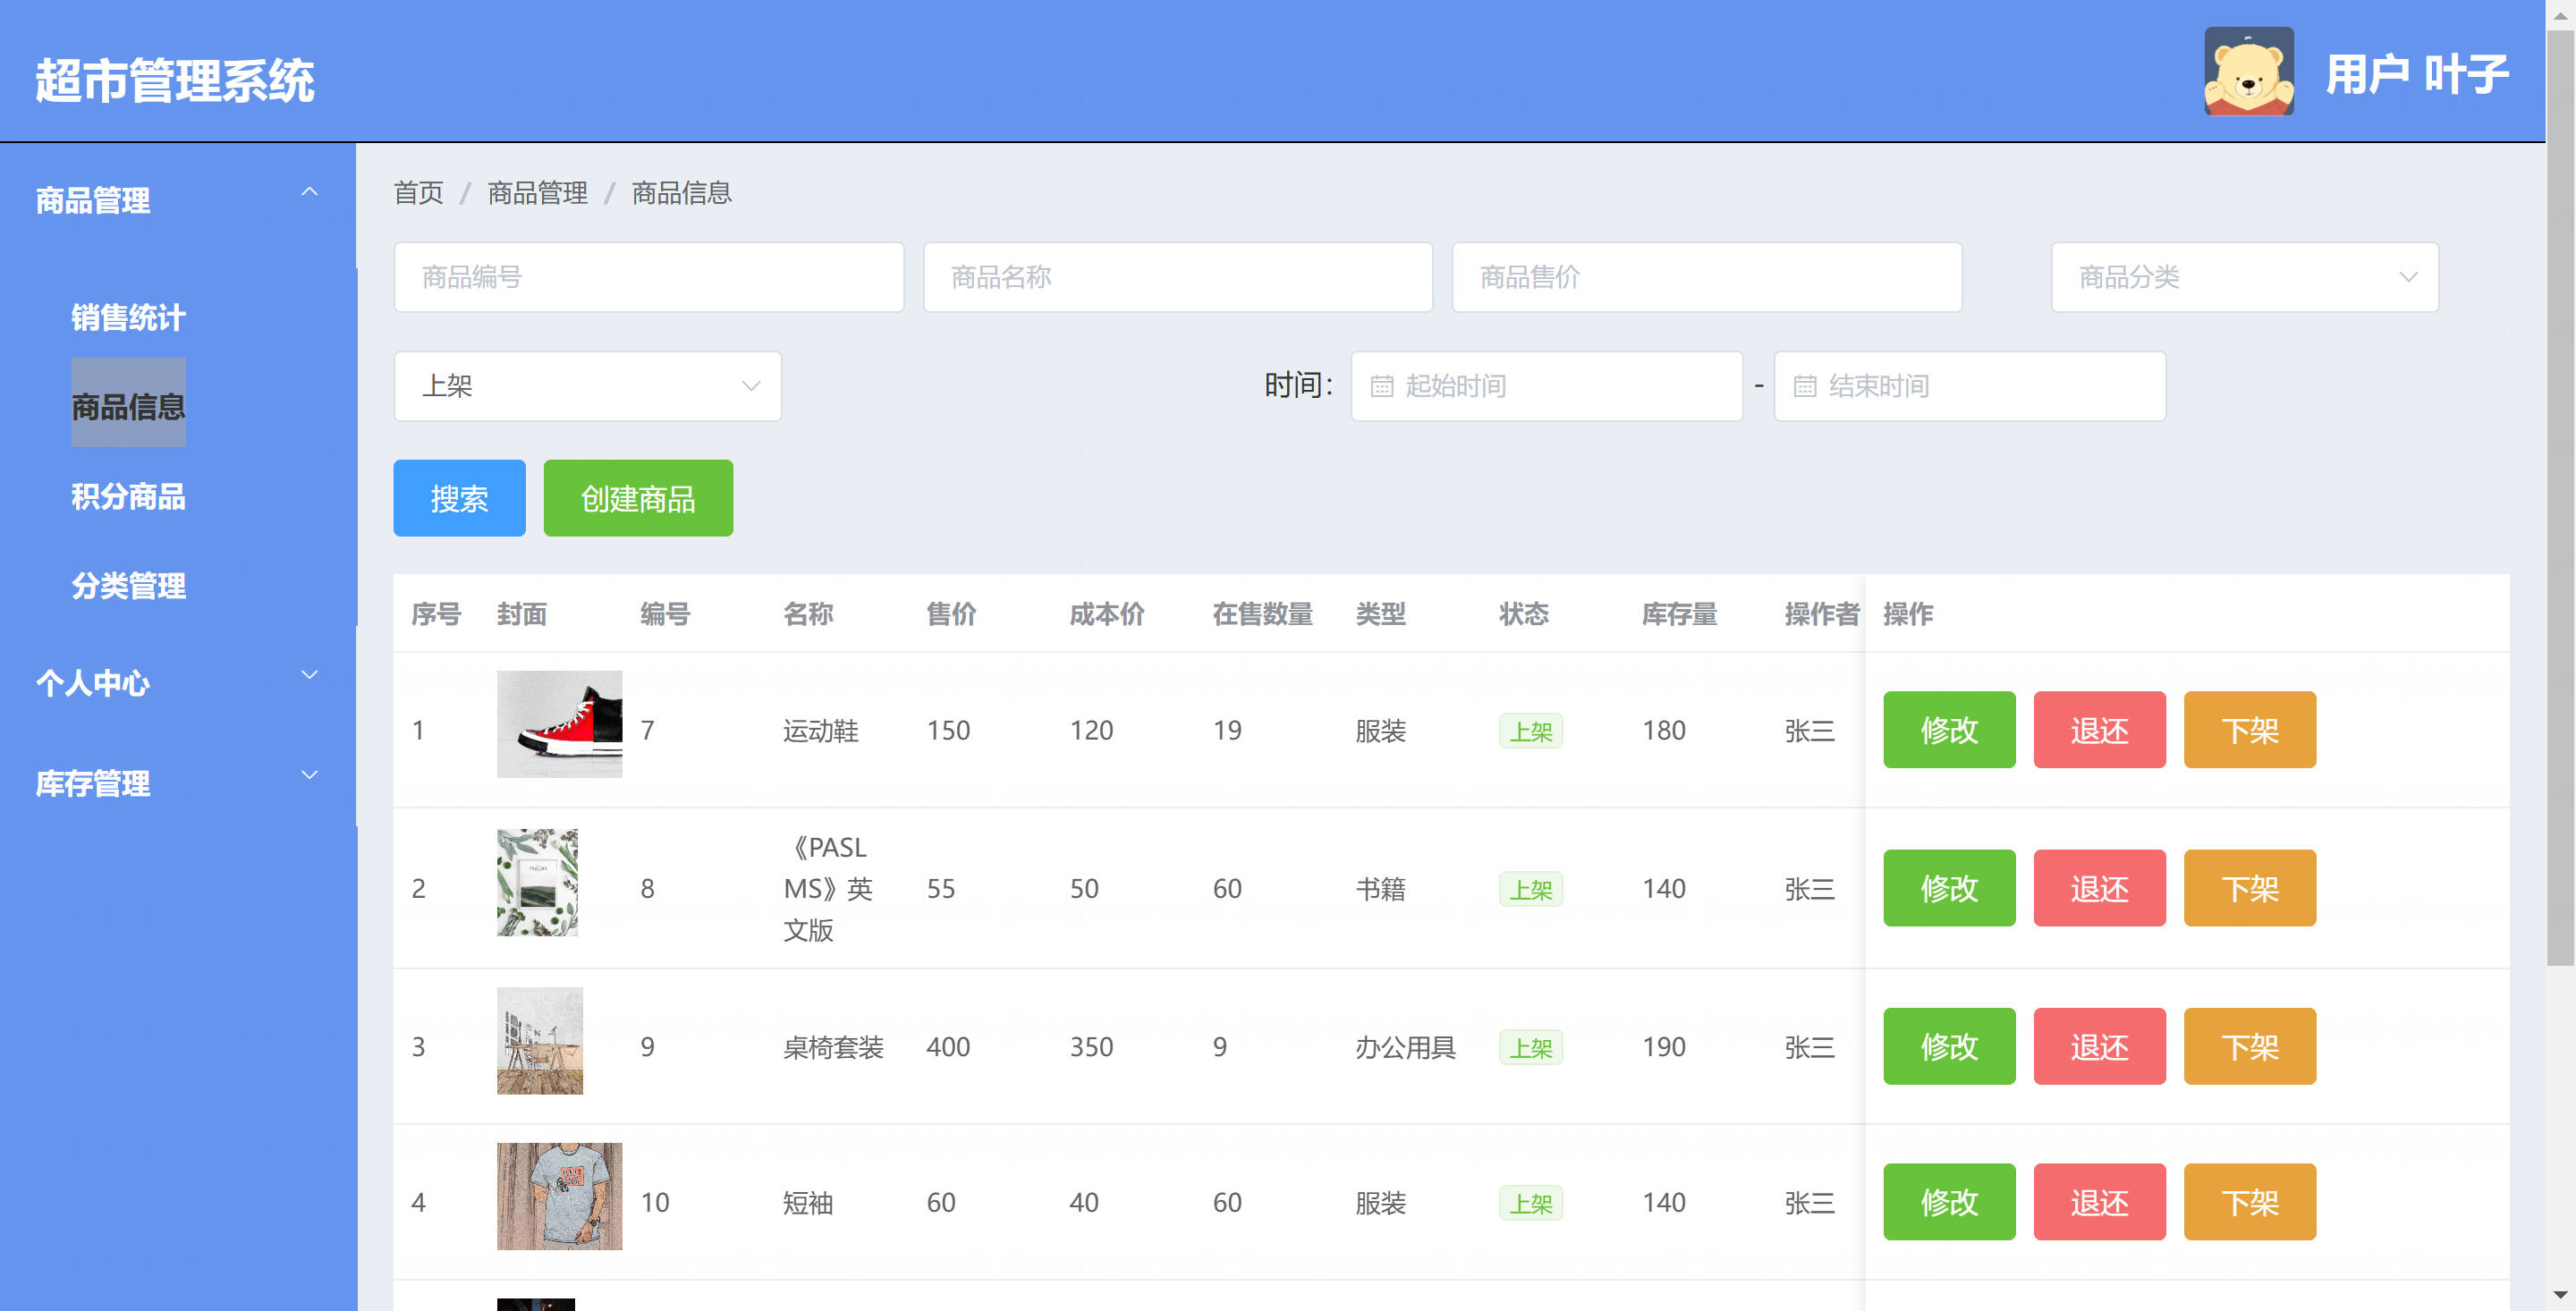 超市管理系统
用户 叶子
商品管理
销售统计
商品信息
积分商品
分类管理
个人中心
库存管理
首页 / 商品管理 / 商品信息
商品编号 商品名称 商品售价 商品分类
上架 时间： 起始时间 - 结束时间
搜索 创建商品
序号 封面 编号 名称 售价 成本价 在售数量 类型 状态 库存量 操作者 操作
1 7 运动鞋 150 120 19 服装 上架 180 张三 修改 退还 下架
《PASL
2 8 MS》英 55 50 60 书籍 上架 140 张三 修改 退还 下架
文版
3 9 桌椅套装 400 350 9 办公用具 上架 190 张三 修改 退还 下架
4 10 短袖 60 40 60 服装 上架 140 张三 修改 退还 下架